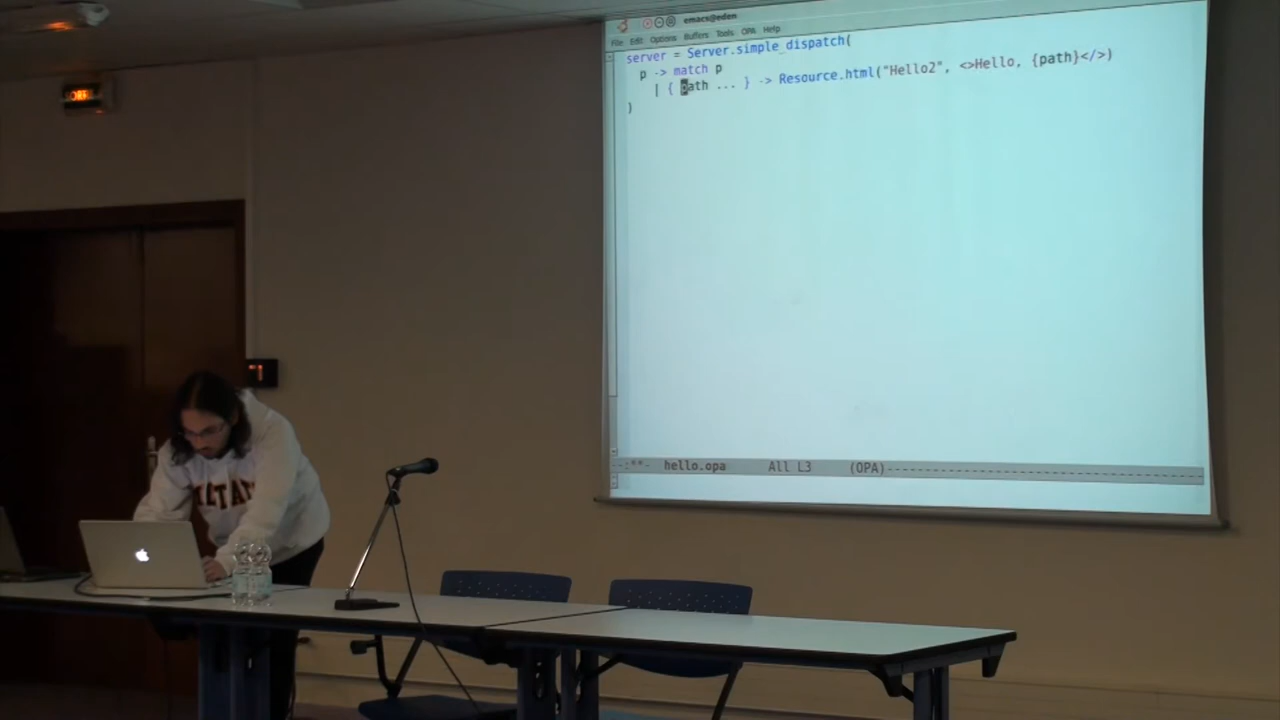 emacs@eden
File Edit Options Buffers Tools OPA Help
server = Server.simple_dispatch(
p -> match p
| { path ... } -> Resource.html("Hello2", <>Hello, {path}</>)
)
-:**- hello.opa All L3 (OPA)